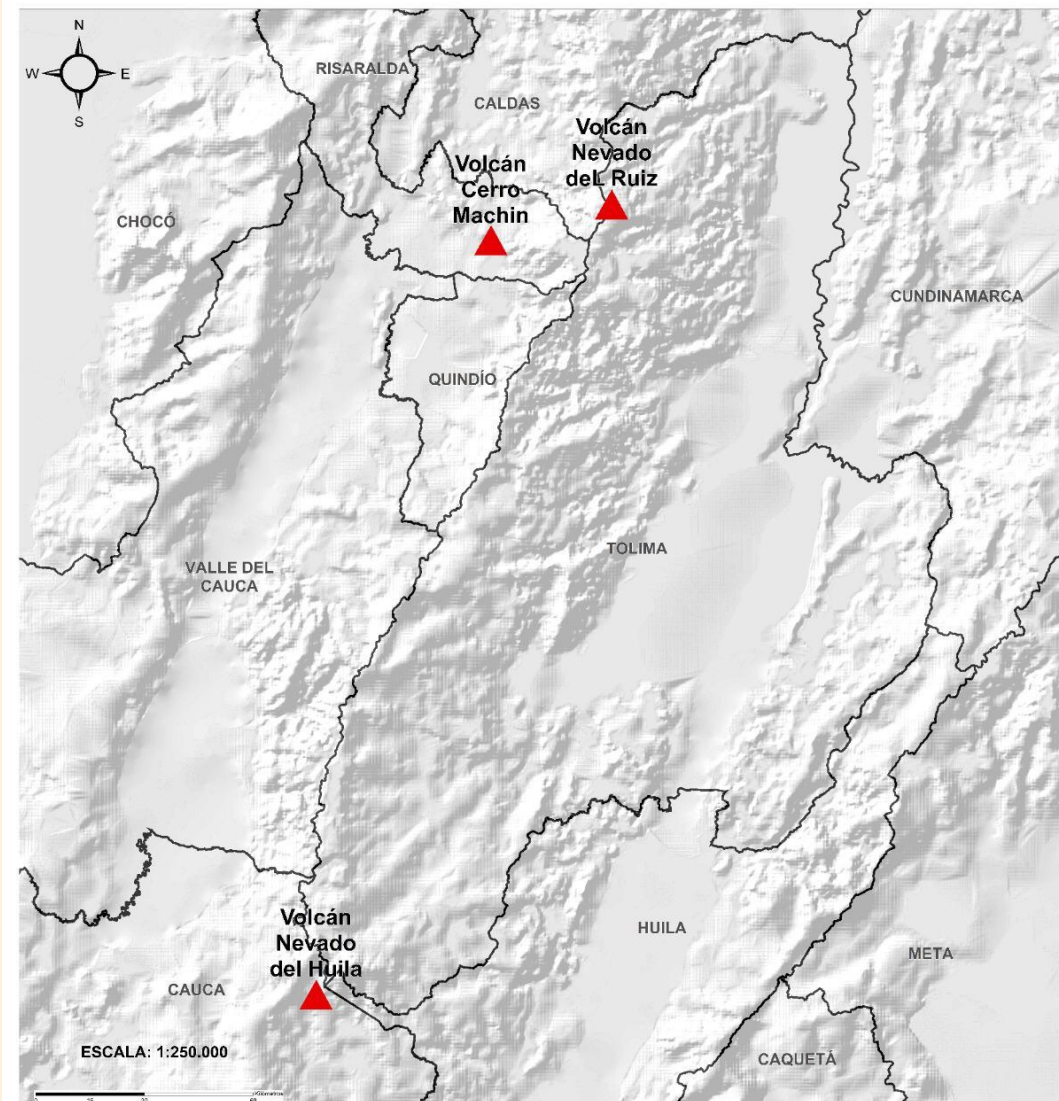 N
W E
S
RISARALDA
CALDAS
Volcán
Nevado
del Ruiz
Volcán
Cerro
Machin
CHOCÓ
CUNDINAMARCA
QUINDÍO
TOLIMA
VALLE DEL
CAUCA
Volcán
Nevado
del Huila
HUILA
META
CAUCA
ESCALA: 1:250.000
CAQUETÁ